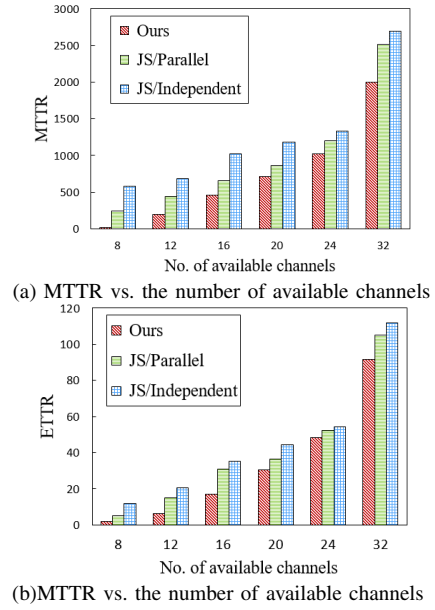 3000
2500
2000
1500
1000
500
0
MTTR
Ours
JS/Parallel
JS/Independent
8 12 16 20 24 32
No. of available channels
(a) MTTR vs. the number of available channels
120
100
80
60
40
20
0
ETTR
Ours
JS/Parallel
JS/Independent
8 12 16 20 24 32
No. of available channels
(b)MTTR vs. the number of available channels